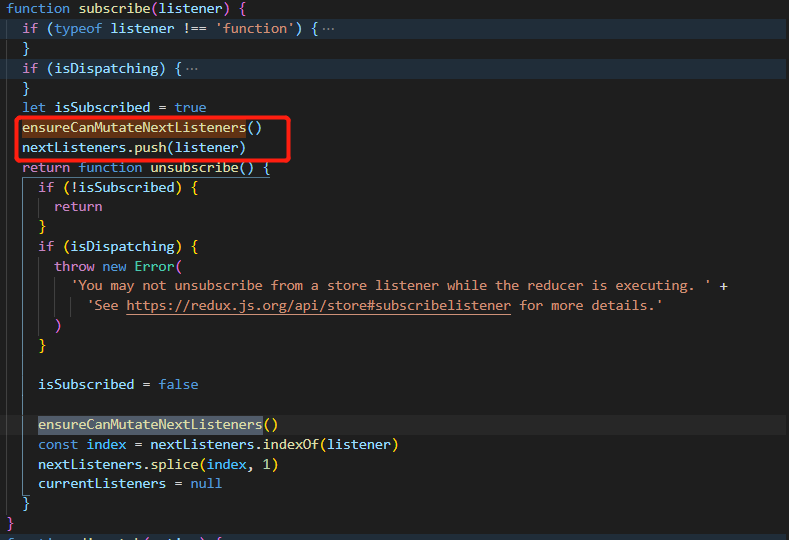 function subscribe(listener) {
if (typeof listener !== 'function') {···
}
if (isDispatching) {···
}
let isSubscribed = true
ensureCanMutateNextListeners()
nextListeners.push(listener)
return function unsubscribe() {
if (!isSubscribed) {
return
}
if (isDispatching) {
throw new Error(
'You may not unsubscribe from a store listener while the reducer is executing. ' +
'See https://redux.js.org/api/store#subscribelistener for more details.'
)
}
isSubscribed = false
ensureCanMutateNextListeners()
const index = nextListeners.indexOf(listener)
nextListeners.splice(index, 1)
currentListeners = null
}
}